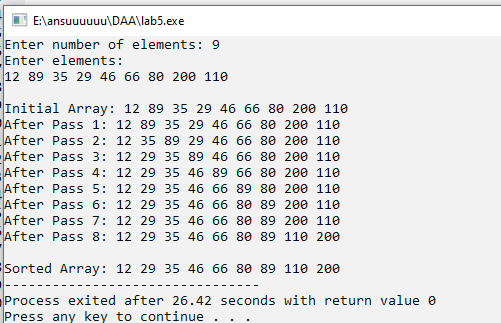 E:\ansuuuuuu\DAA\lab5.exe
Enter number of elements: 9
Enter elements:
12 89 35 29 46 66 80 200 110
Initial Array: 12 89 35 29 46 66 80 200 110
After Pass 1: 12 89 35 29 46 66 80 200 110
After Pass 2: 12 35 89 29 46 66 80 200 110
After Pass 3: 12 29 35 89 46 66 80 200 110
After Pass 4: 12 29 35 46 89 66 80 200 110
After Pass 5: 12 29 35 46 66 89 80 200 110
After Pass 6: 12 29 35 46 66 80 89 200 110
After Pass 7: 12 29 35 46 66 80 89 200 110
After Pass 8: 12 29 35 46 66 80 89 110 200
Sorted Array: 12 29 35 46 66 80 89 110 200
--------------------------------
Process exited after 26.42 seconds with return value 0
Press any key to continue . . .